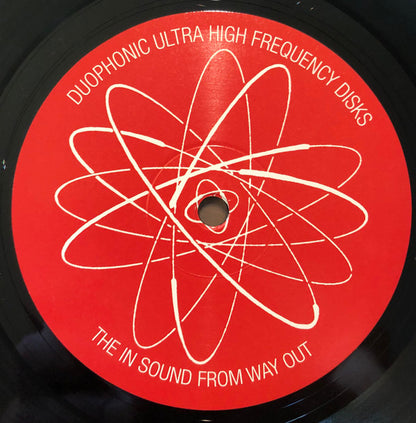 DUOPHONIC ULTRA HIGH FREQUENCY DISKS
THE IN SOUND FROM WAY OUT